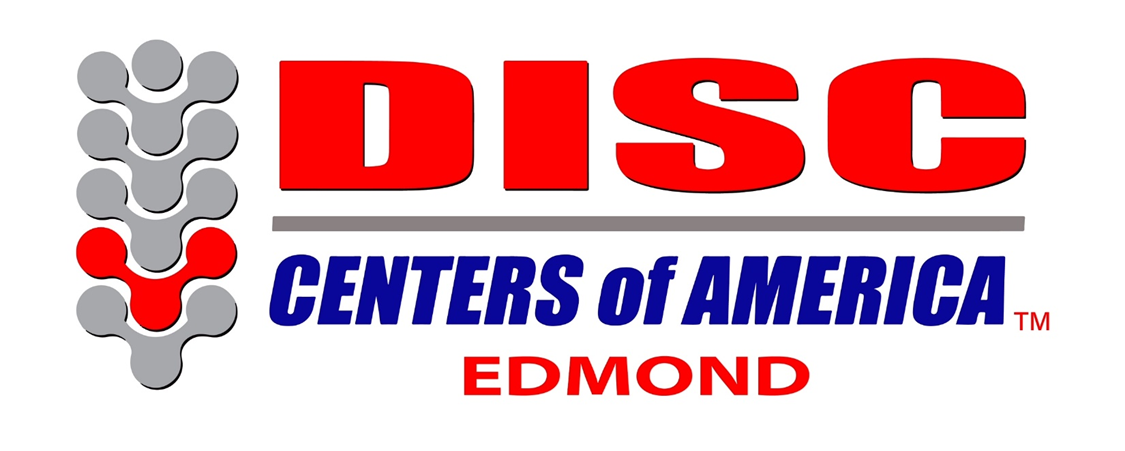 DISC
CENTERS of AMERICA™
EDMOND